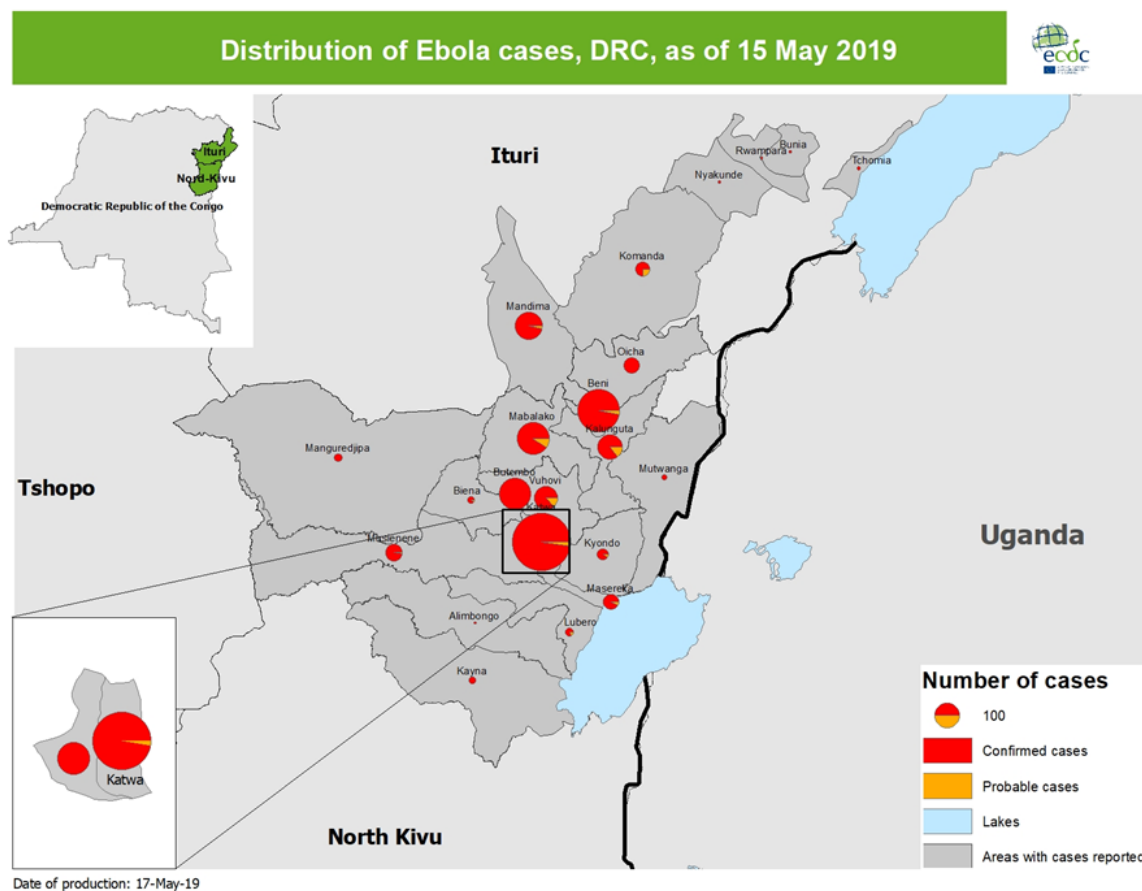 Distribution of Ebola cases, DRC, as of 15 May 2019
ecdc
Ituri
Nord-Kivu
Democratic Republic of the Congo
Ituri
Bunia
Rwampara
Tchomia
Nyakunde
Komanda
Mandima
Oicha
Beni
Mabalako
Kalunguta
Manguredjipa
Mutwanga
Tshopo
Butembo
Vuhovi
Biena
Uganda
Masienene
Kyondo
Masereka
Alimbongo
Lubero
Kayna
Number of cases
100
Confirmed cases
Probable cases
Lakes
Areas with cases reported
Katwa
North Kivu
Date of production: 17-May-19